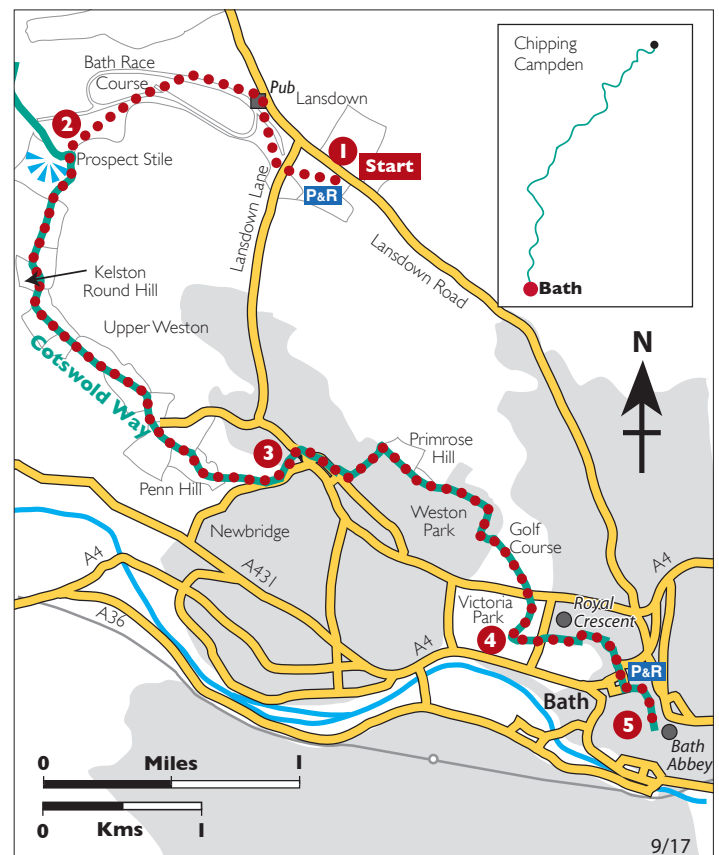 Bath Race
Course
Pub
Lansdown
Chipping
Campden
2
1
Start
Prospect Stile
P&R
Lansdown Lane
Lansdown Road
Bath
Kelston
Round Hill
Upper Weston
Cotswold Way
N
Primrose
Hill
3
Penn Hill
Weston
Park
Golf
Course
Newbridge
A4
A431
A4
A36
Victoria
Park
Royal
Crescent
4
A4
P&R
Bath
5
Bath
Abbey
0 Miles 1
0 Kms 1
9/17